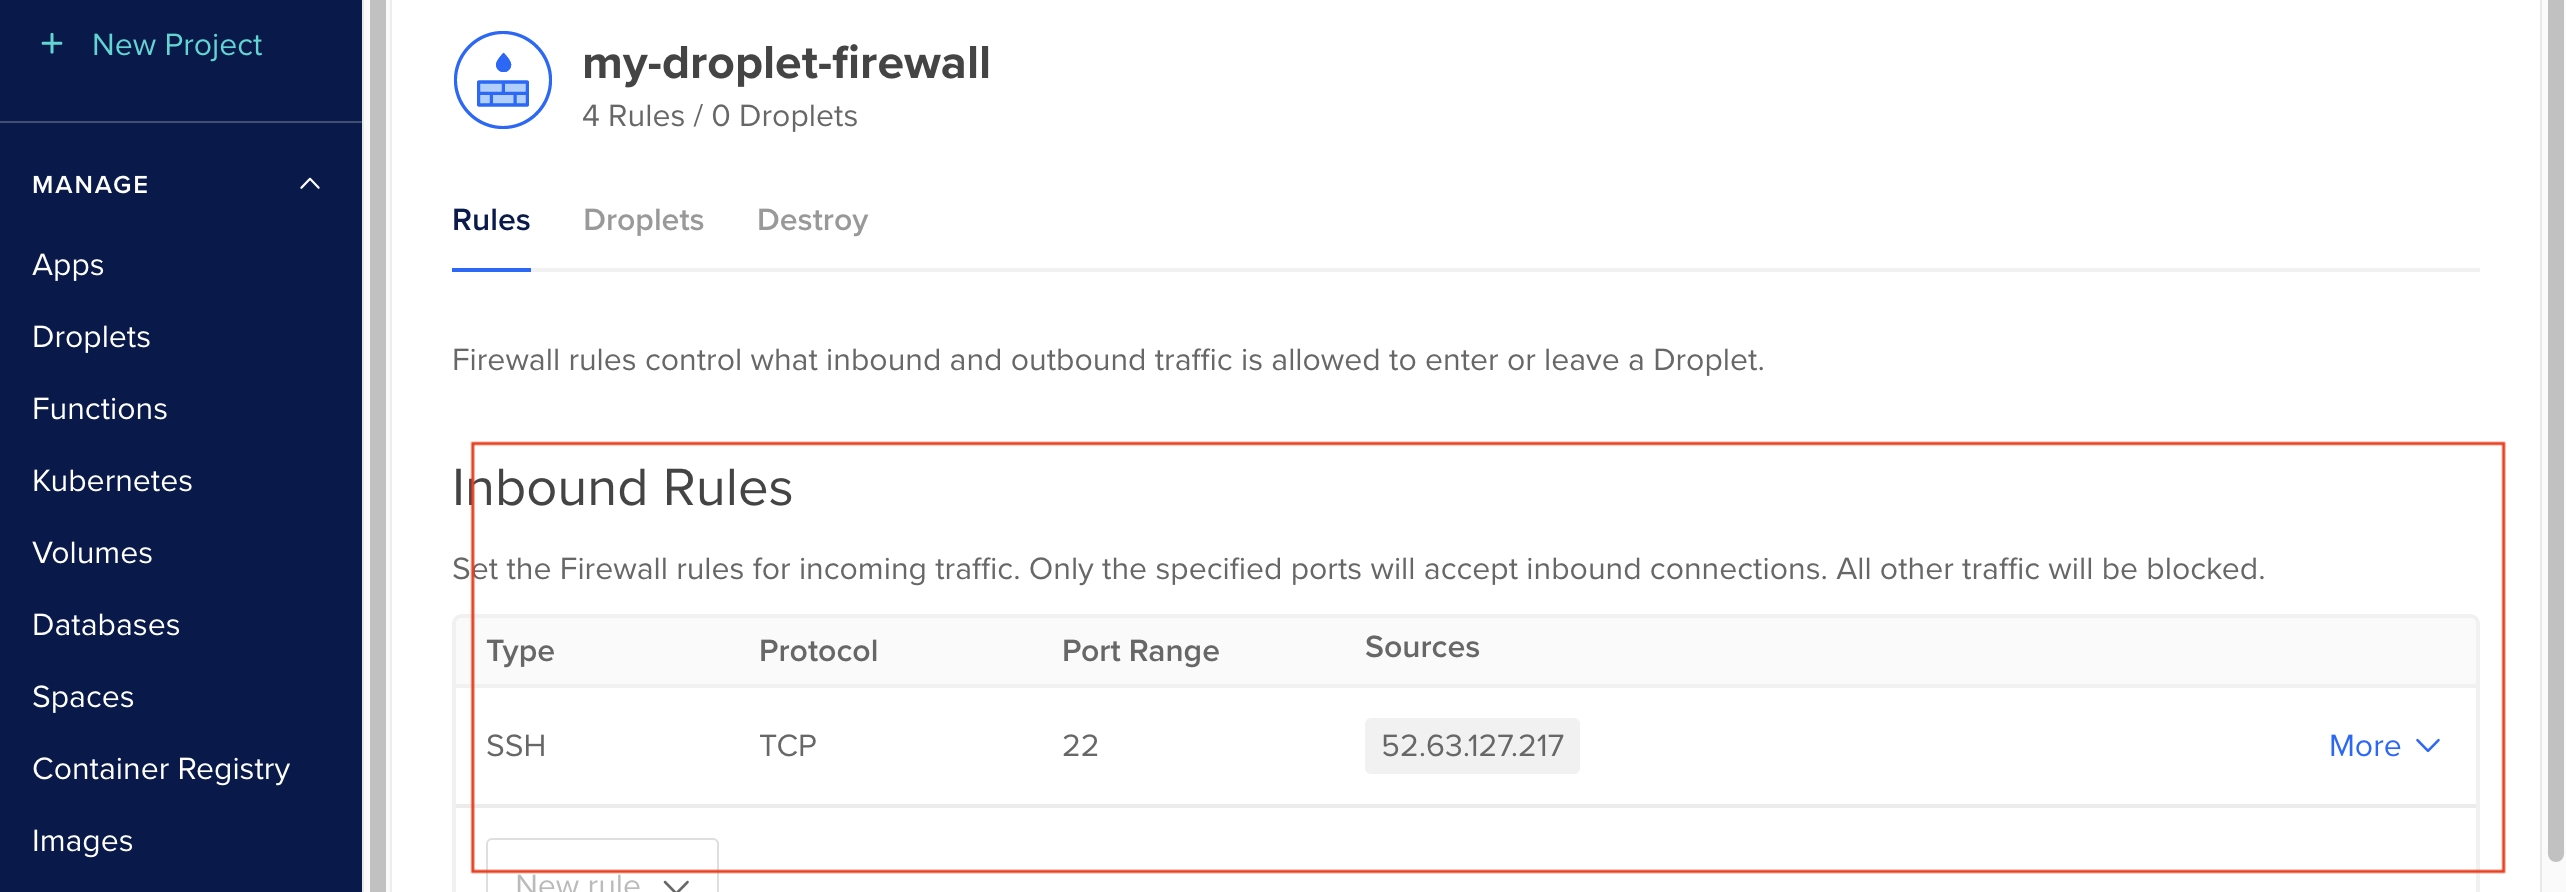 + New Project
MANAGE
Apps
Droplets
Functions
Kubernetes
Volumes
Databases
Spaces
Container Registry
Images
my-droplet-firewall
4 Rules / 0 Droplets
Rules Droplets Destroy
Firewall rules control what inbound and outbound traffic is allowed to enter or leave a Droplet.
Inbound Rules
Set the Firewall rules for incoming traffic. Only the specified ports will accept inbound connections. All other traffic will be blocked.
Type Protocol Port Range Sources
SSH TCP 22 52.63.127.217 More
New rule